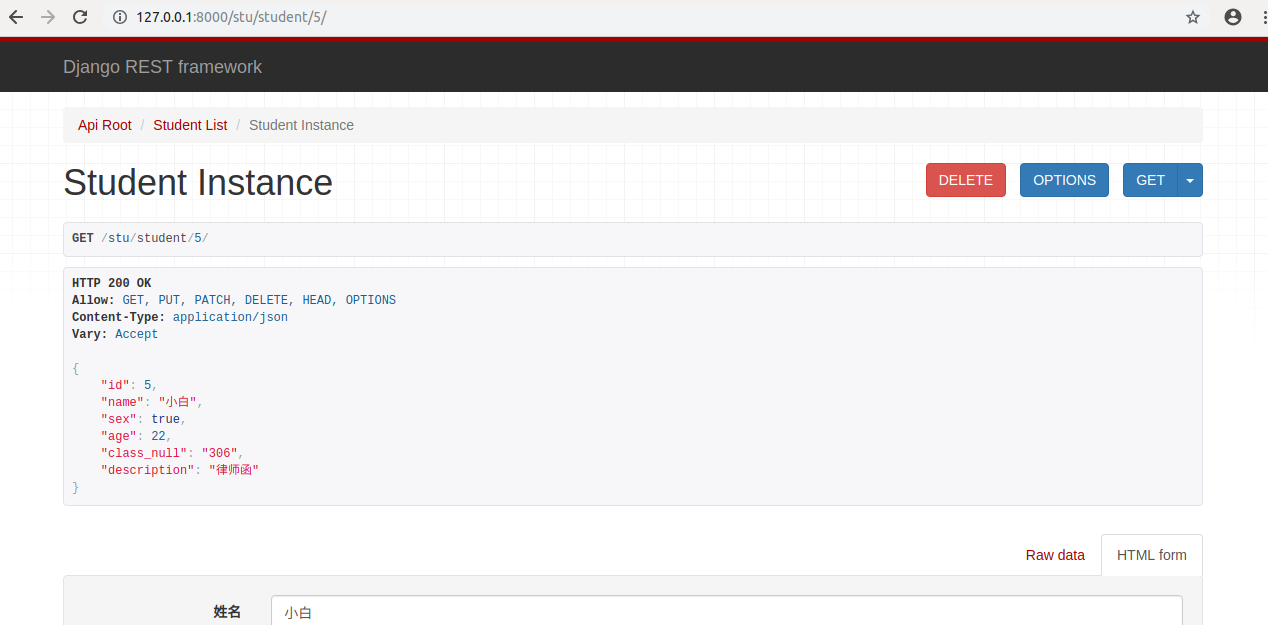 127.0.0.1:8000/stu/student/5/
Django REST framework
Api Root / Student List / Student Instance
Student Instance
DELETE OPTIONS GET
GET /stu/student/5/
HTTP 200 OK
Allow: GET, PUT, PATCH, DELETE, HEAD, OPTIONS
Content-Type: application/json
Vary: Accept
{
    "id": 5,
    "name": "小白",
    "sex": true,
    "age": 22,
    "class_null": "306",
    "description": "律师函"
}
Raw data HTML form
姓名 小白